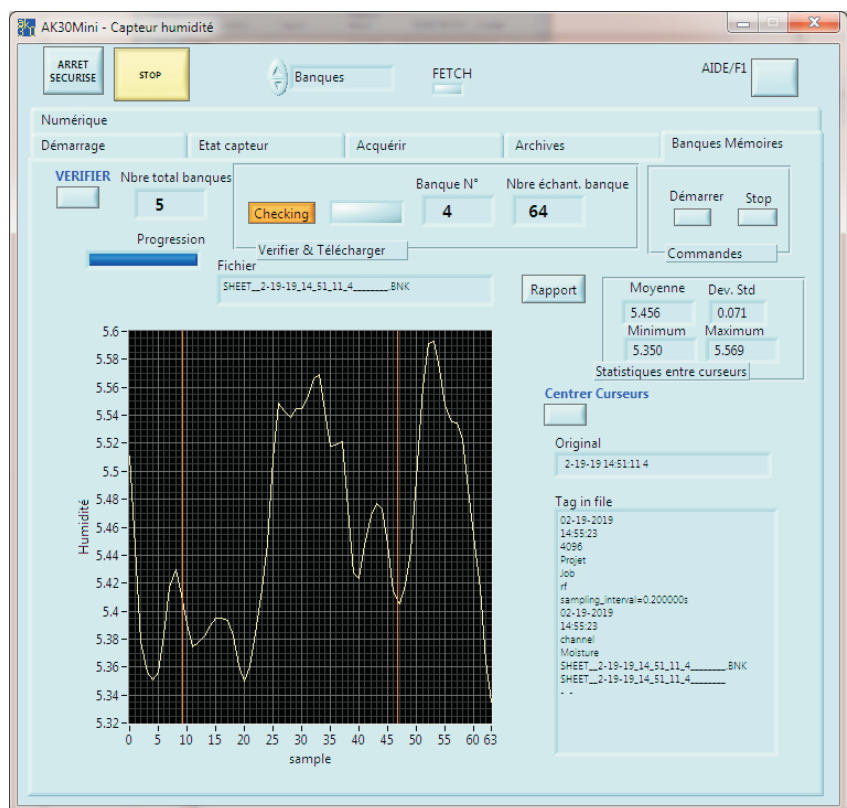 AK30Mini - Capteur humidité
ARRET
SECURISE
STOP
Banques
FETCH
AIDE/F1
Numérique
Démarrage
Etat capteur
Acquérir
Archives
Banques Mémoires
VERIFIER
Nbre total banques
5
Checking
Banque N°
4
Nbre échant. banque
64
Verifier & Télécharger
Démarrer
Stop
Commandes
Progression
Fichier
SHEET__2-19-19_14_51_11_4________.BNK
Rapport
Moyenne
Dev. Std
5.456
0.071
Minimum
Maximum
5.350
5.569
Statistiques entre curseurs
Centrer Curseurs
Original
2-19-19 14:51:11 4
Tag in file
02-19-2019
14:55:23
4096
Projet
Job
rf
sampling_interval=0.200000s
02-19-2019
14:55:23
channel
Moisture
SHEET__2-19-19_14_51_11_4________.BNK
SHEET__2-19-19_14_51_11_4________
- -
Humidité
5.6
5.58
5.56
5.54
5.52
5.5
5.48
5.46
5.44
5.42
5.4
5.38
5.36
5.34
5.32
0 5 10 15 20 25 30 35 40 45 50 55 60 63
sample